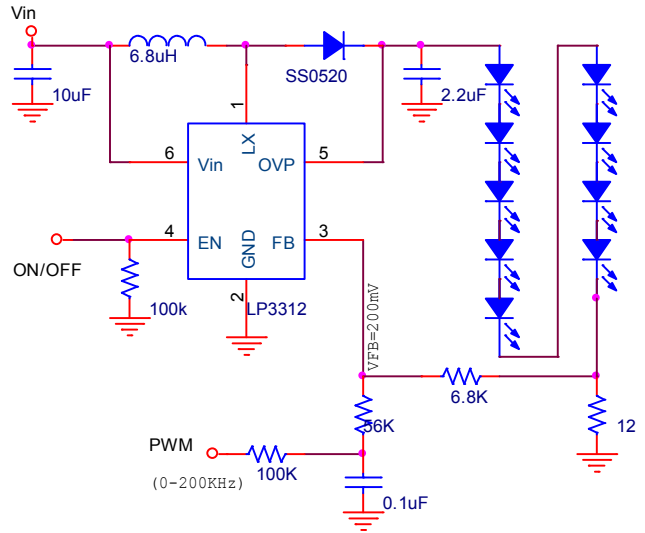 Vin
6.8uH
SS0520
10uF
2.2uF
1
LX
6
Vin
OVP
5
4
EN
GND
FB
3
ON/OFF
100k
2
LP3312
VFB=200mV
6.8K
56K
12
PWM
100K
(0-200KHz)
0.1uF